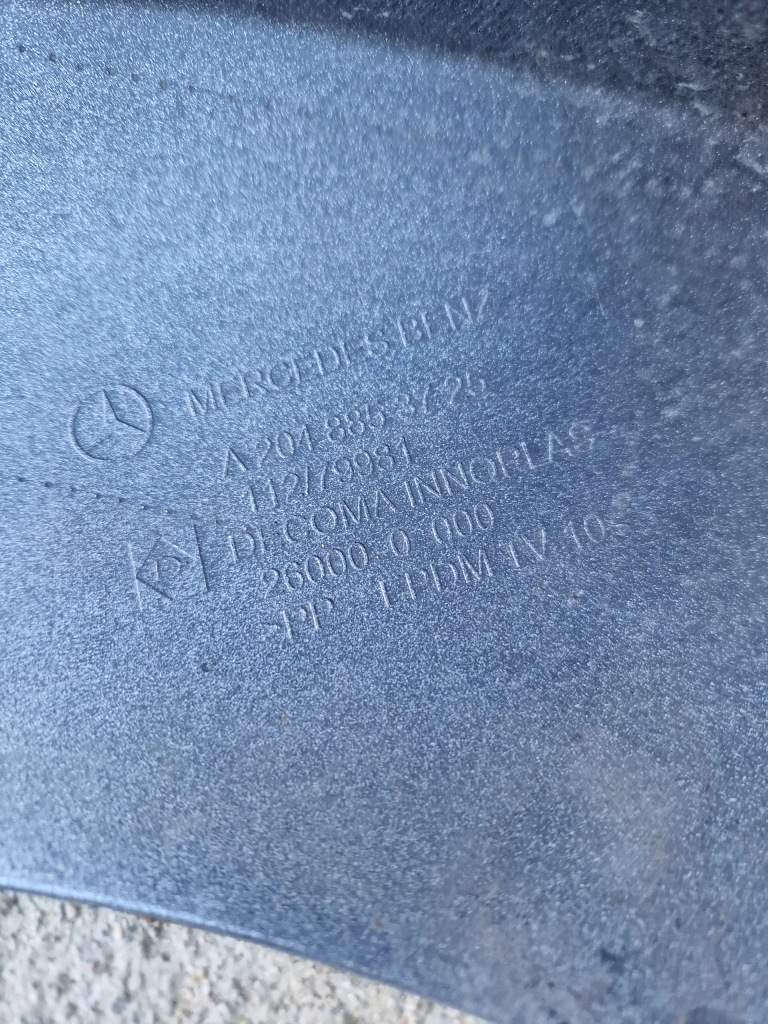 MERCEDES BENZ
A 204 885 37 25
112/79981
DECOMA INNOPLAS
26000-0 000
>PP EPDM TV 10<